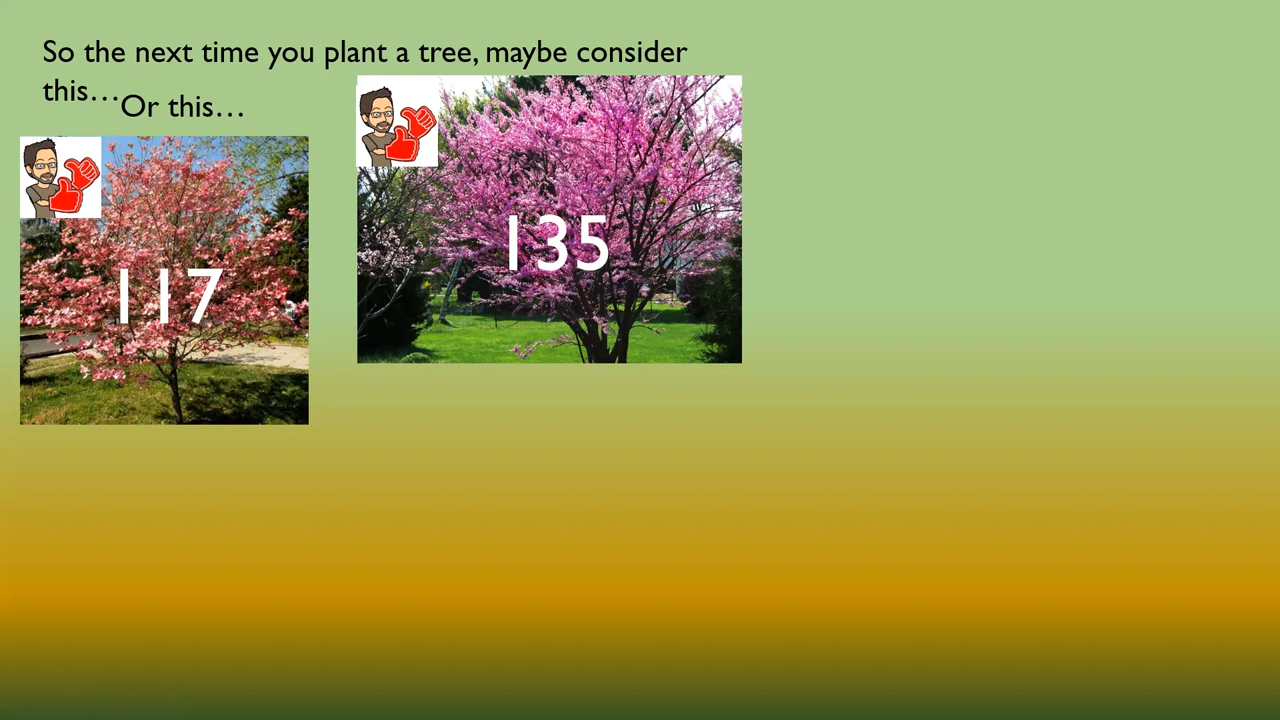 So the next time you plant a tree, maybe consider
this…
Or this…
117
135